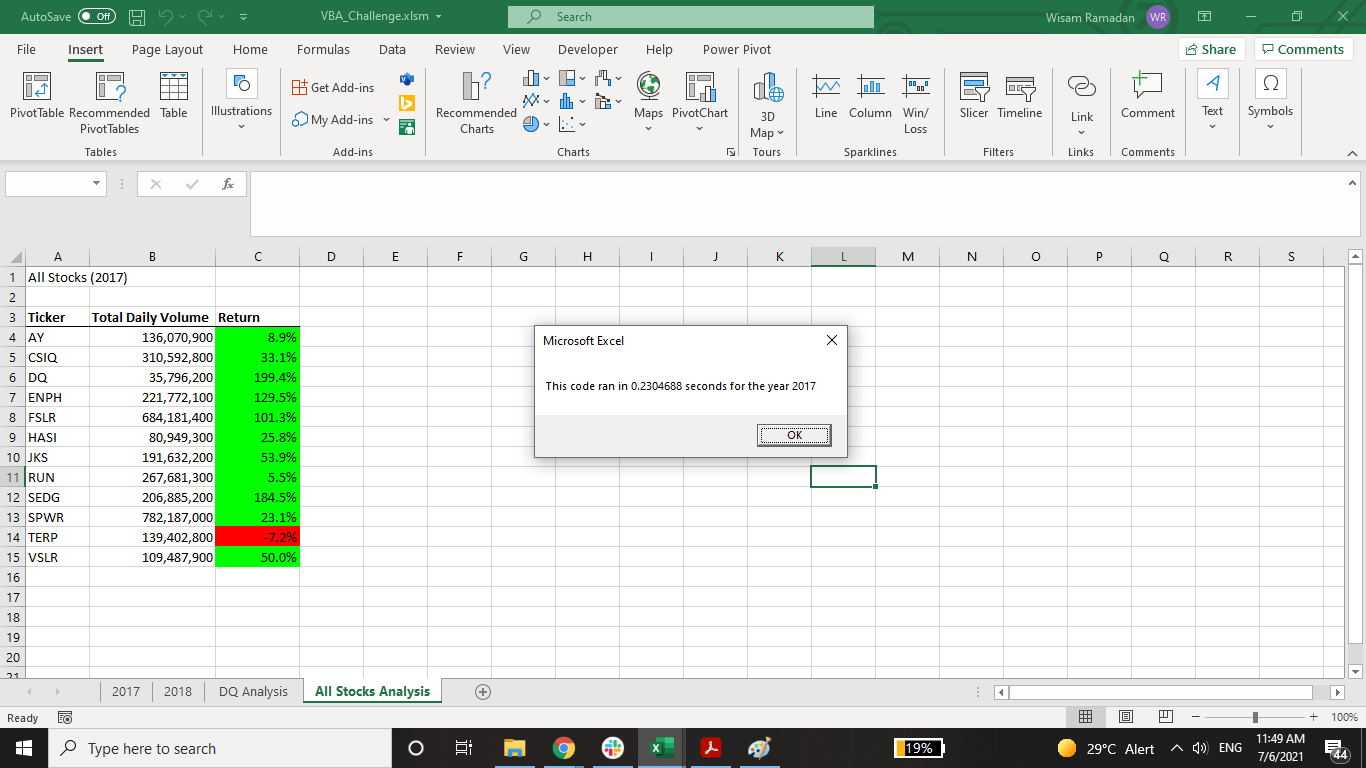 AutoSave Off VBA_Challenge.xlsm Search Wisam Ramadan WR
File Insert Page Layout Home Formulas Data Review View Developer Help Power Pivot Share Comments
PivotTable Recommended PivotTables Table Illustrations Get Add-ins My Add-ins Recommended Charts Maps PivotChart 3D Map Line Column Win/Loss Slicer Timeline Link Comment Text Symbols
Tables Add-ins Charts Tours Sparklines Filters Links Comments
fx
A B C D E F G H I J K L M N O P Q R S
1 All Stocks (2017)
2
3 Ticker Total Daily Volume Return
4 AY 136,070,900 8.9%
5 CSIQ 310,592,800 33.1%
6 DQ 35,796,200 199.4%
7 ENPH 221,772,100 129.5%
8 FSLR 684,181,400 101.3%
9 HASI 80,949,300 25.8%
10 JKS 191,632,200 53.9%
11 RUN 267,681,300 5.5%
12 SEDG 206,885,200 184.5%
13 SPWR 782,187,000 23.1%
14 TERP 139,402,800 -7.2%
15 VSLR 109,487,900 50.0%
16
17
18
19
20
21
Microsoft Excel
This code ran in 0.2304688 seconds for the year 2017
OK
2017 2018 DQ Analysis All Stocks Analysis
Ready 100%
Type here to search 19% 29°C Alert ENG 11:49 AM
7/6/2021 44